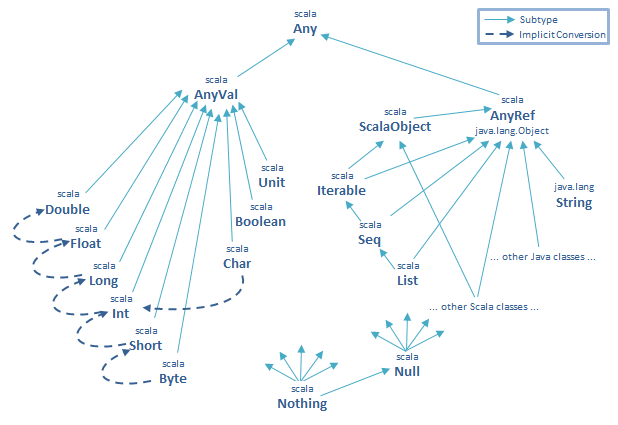 scala
Any
Subtype
Implicit Conversion
scala
AnyVal
scala
AnyRef
java.lang.Object
scala
ScalaObject
scala
Unit
scala
Iterable
java.lang
String
scala
Double
scala
Boolean
scala
Float
scala
Seq
scala
Char
... other Java classes ...
scala
Long
scala
List
scala
Int
... other Scala classes ...
scala
Short
scala
Byte
scala
Null
scala
Nothing